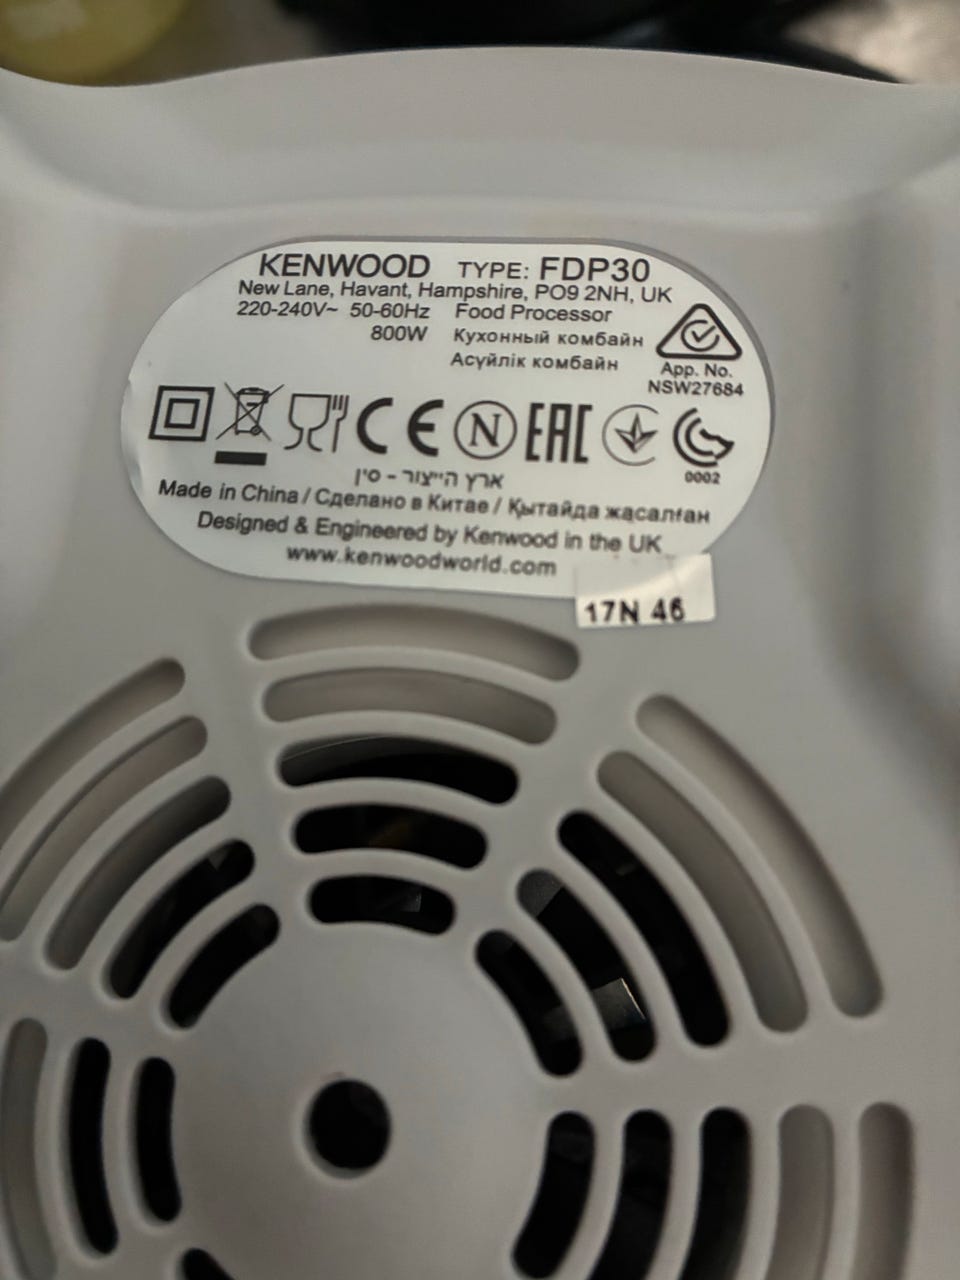 KENWOOD TYPE: FDP30
New Lane, Havant, Hampshire, PO9 2NH, UK
220-240V~ 50-60Hz Food Processor
800W Кухонный комбайн
Асүйлік комбайн
App. No.
NSW27684
CE N EAC
0002
ארץ הייצור - סין
Made in China / Сделано в Китае / Қытайда жасалған
Designed & Engineered by Kenwood in the UK
www.kenwoodworld.com
17N 46